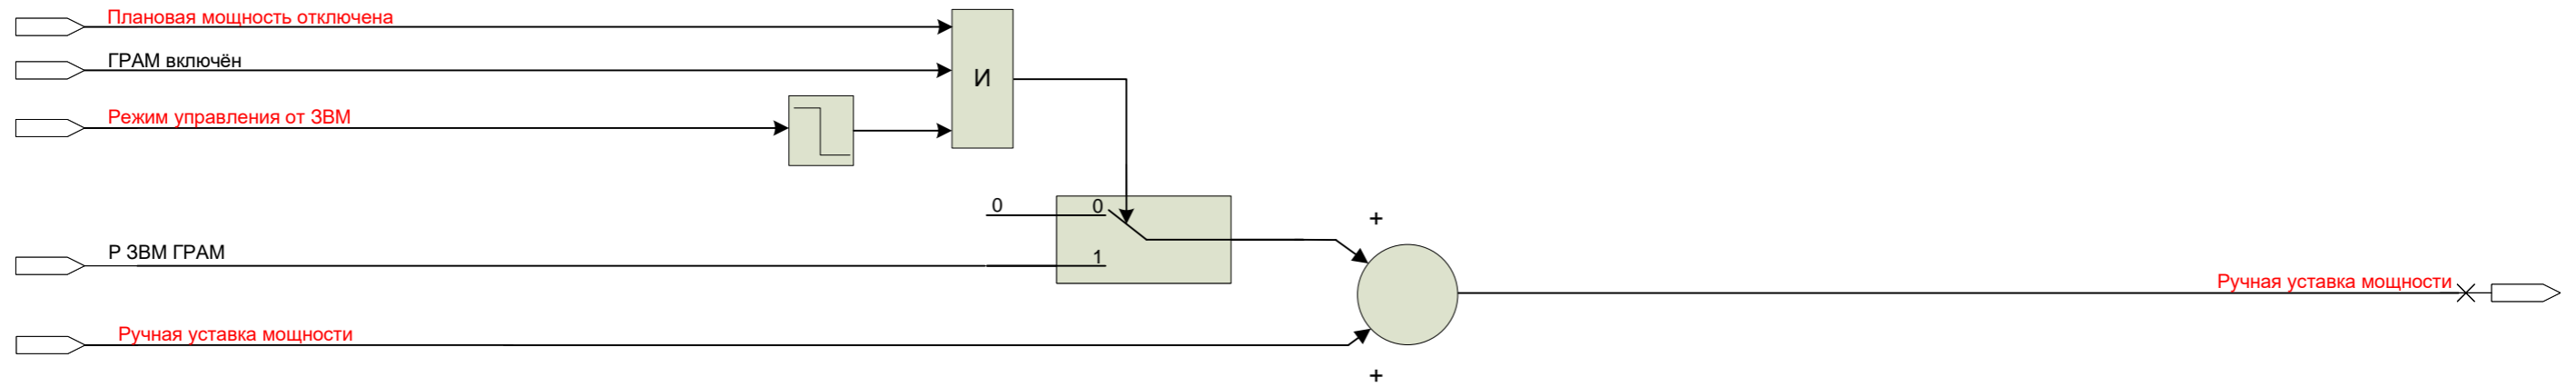 Плановая мощность отключена
ГРАМ включён
И
Режим управления от ЗВМ
0
0
+
Р ЗВМ ГРАМ
1
Ручная уставка мощности
Ручная уставка мощности
+